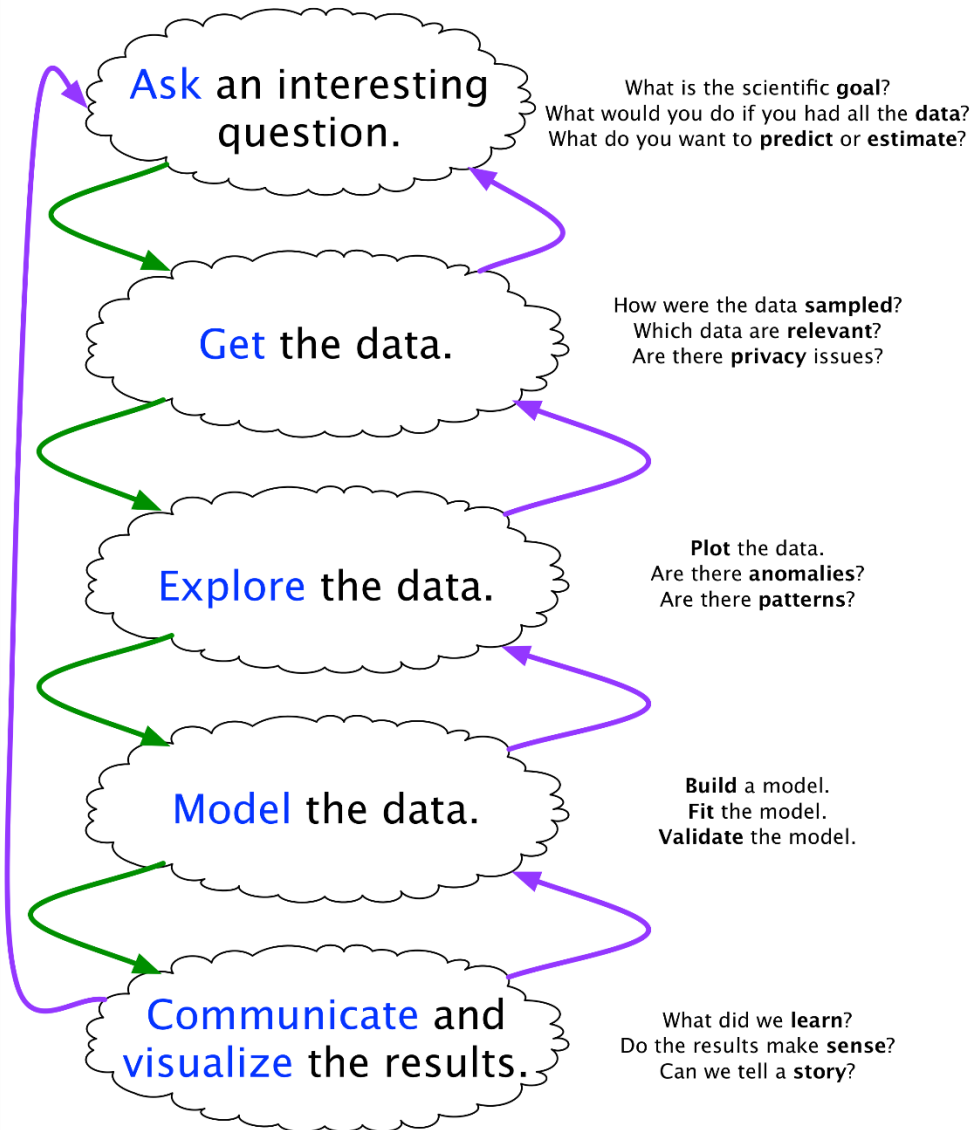 Ask an interesting
question.
What is the scientific goal?
What would you do if you had all the data?
What do you want to predict or estimate?
Get the data.
How were the data sampled?
Which data are relevant?
Are there privacy issues?
Explore the data.
Plot the data.
Are there anomalies?
Are there patterns?
Model the data.
Build a model.
Fit the model.
Validate the model.
Communicate and
visualize the results.
What did we learn?
Do the results make sense?
Can we tell a story?